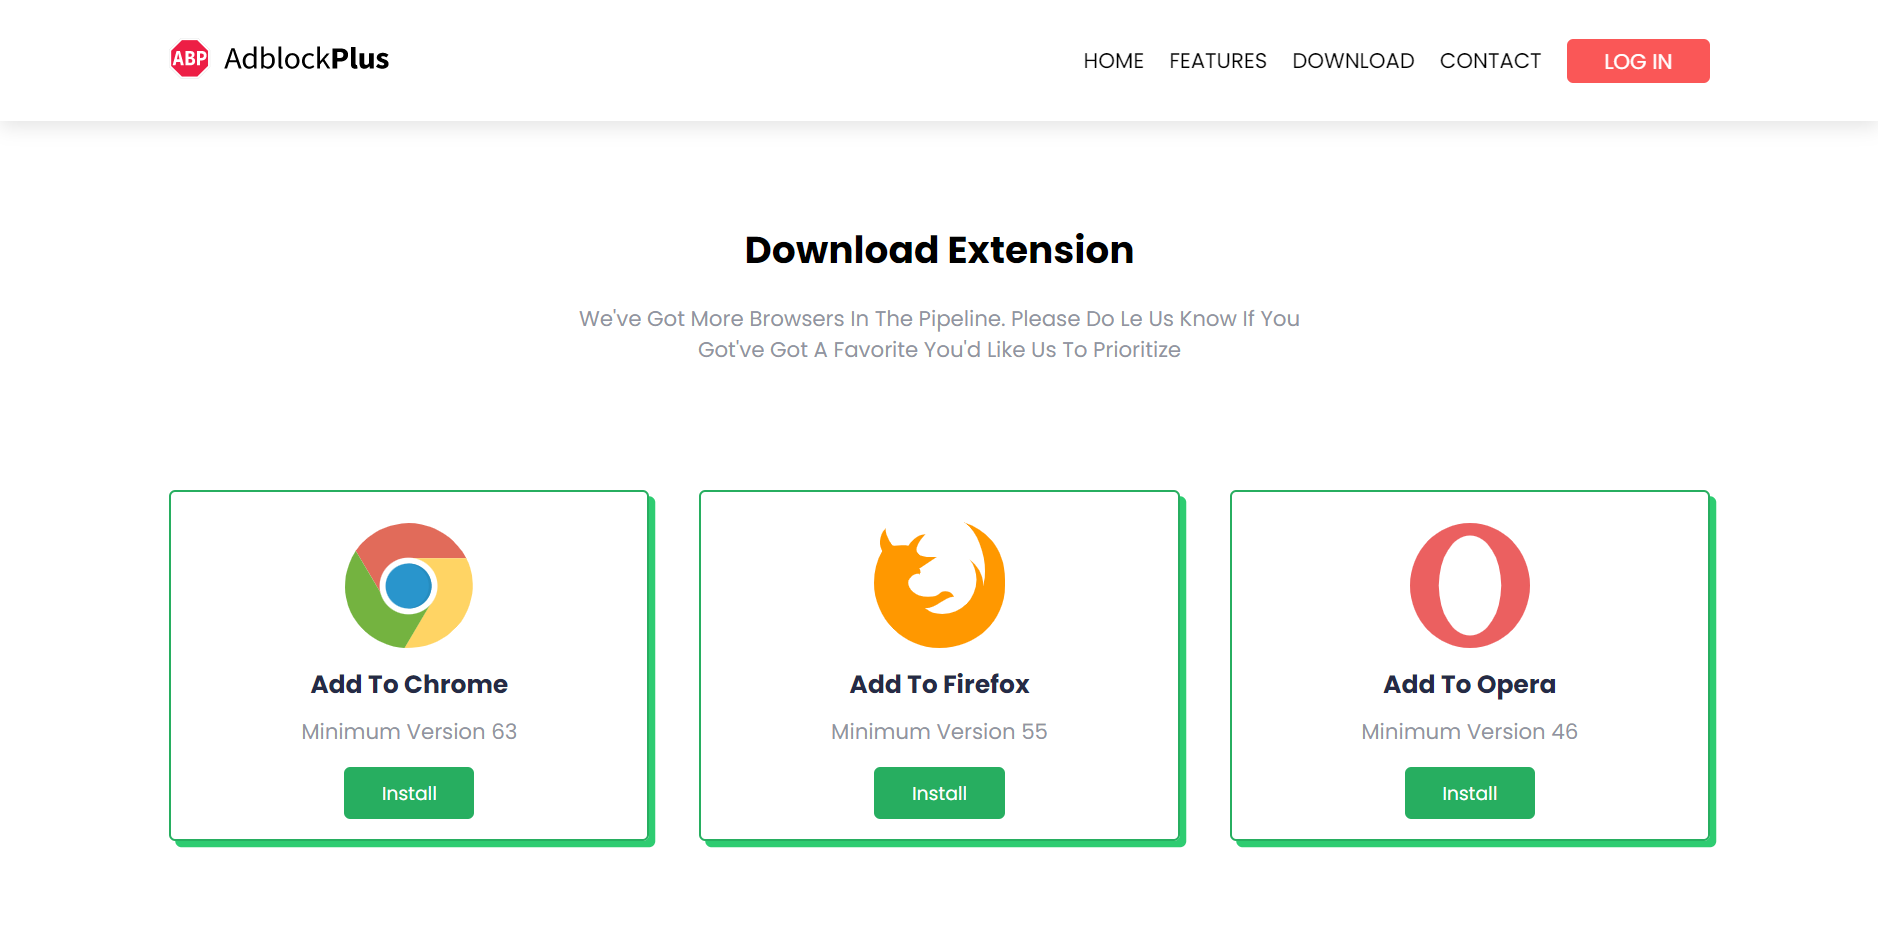 ABP AdblockPlus
HOME FEATURES DOWNLOAD CONTACT LOG IN
Download Extension
We've Got More Browsers In The Pipeline. Please Do Le Us Know If You
Got've Got A Favorite You'd Like Us To Prioritize
Add To Chrome
Minimum Version 63
Install
Add To Firefox
Minimum Version 55
Install
Add To Opera
Minimum Version 46
Install